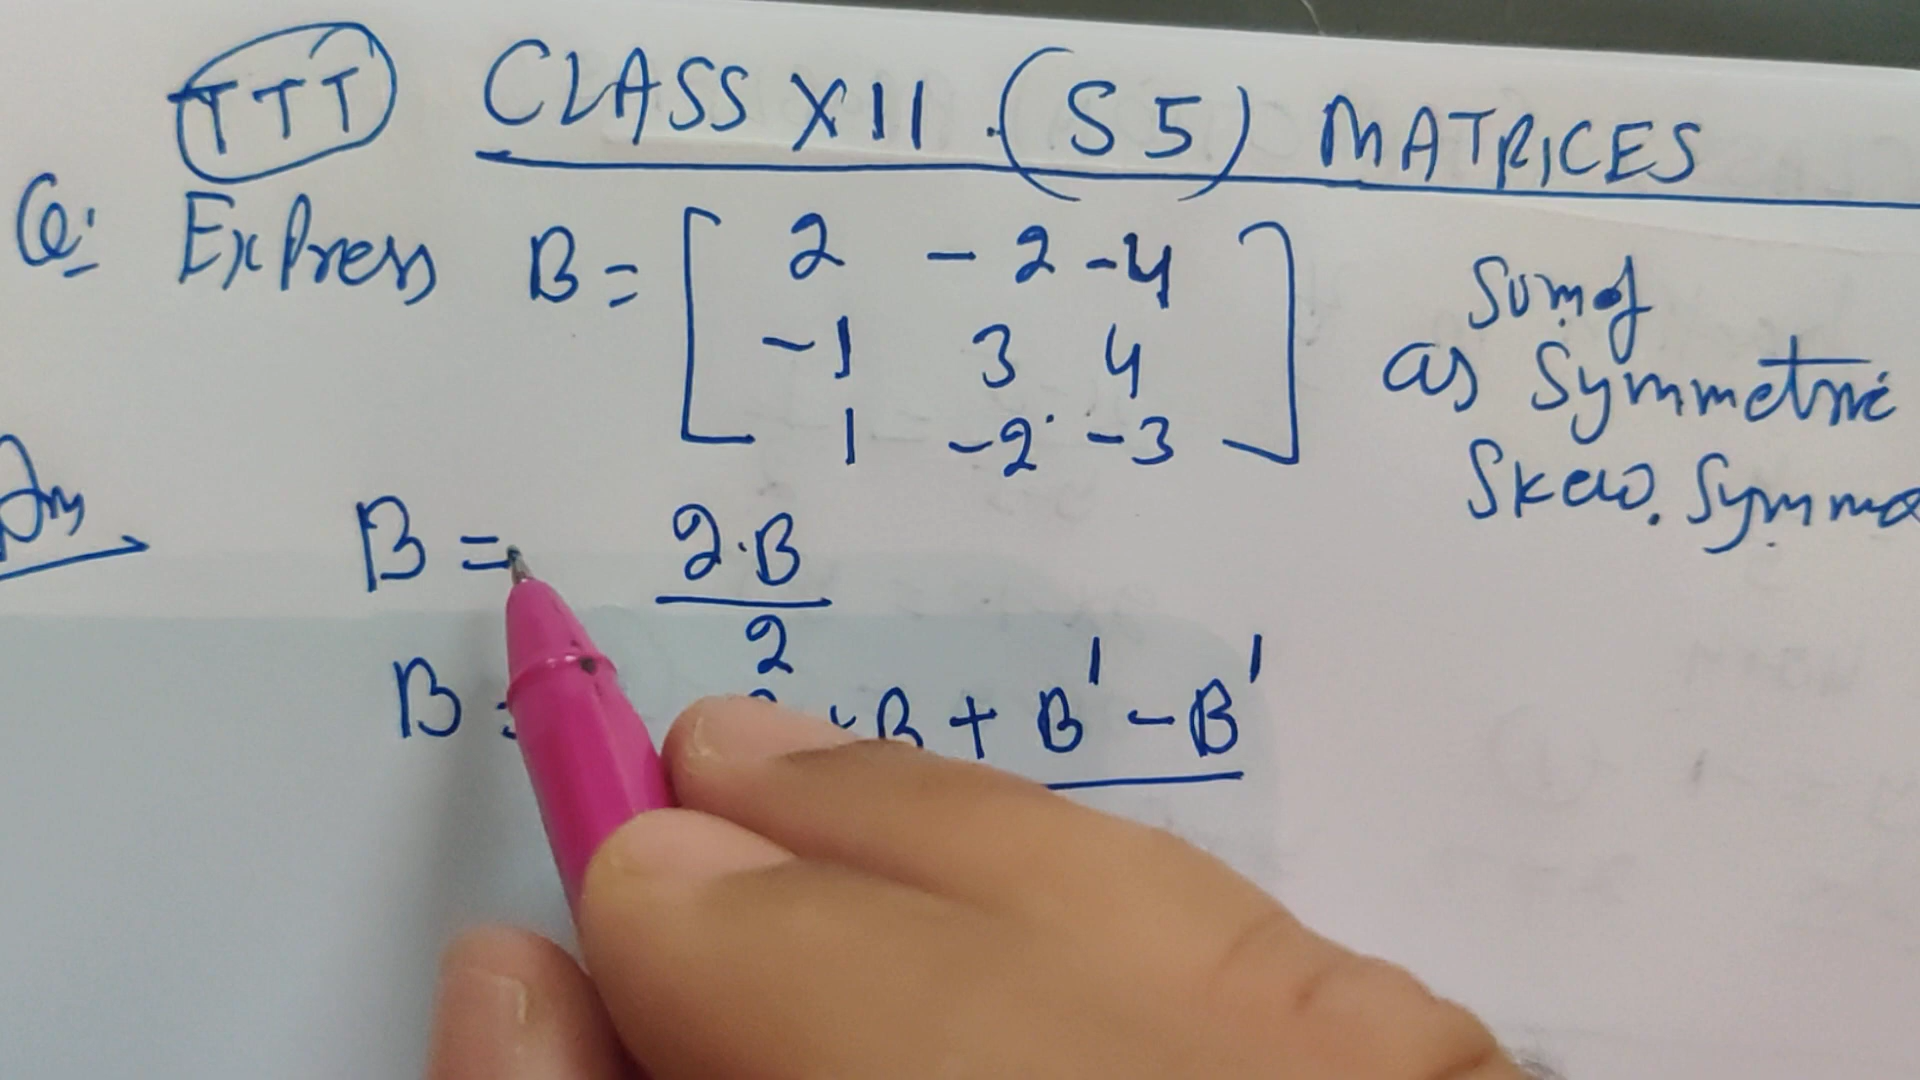 TTT CLASS XII . (S5) MATRICES
Q: Express B = [ 2 -2 -4
-1 3 4
1 -2 -3 ]
Sum of
as Symmetric
Skew. Symm
B = 2.B
2
B + B' - B'